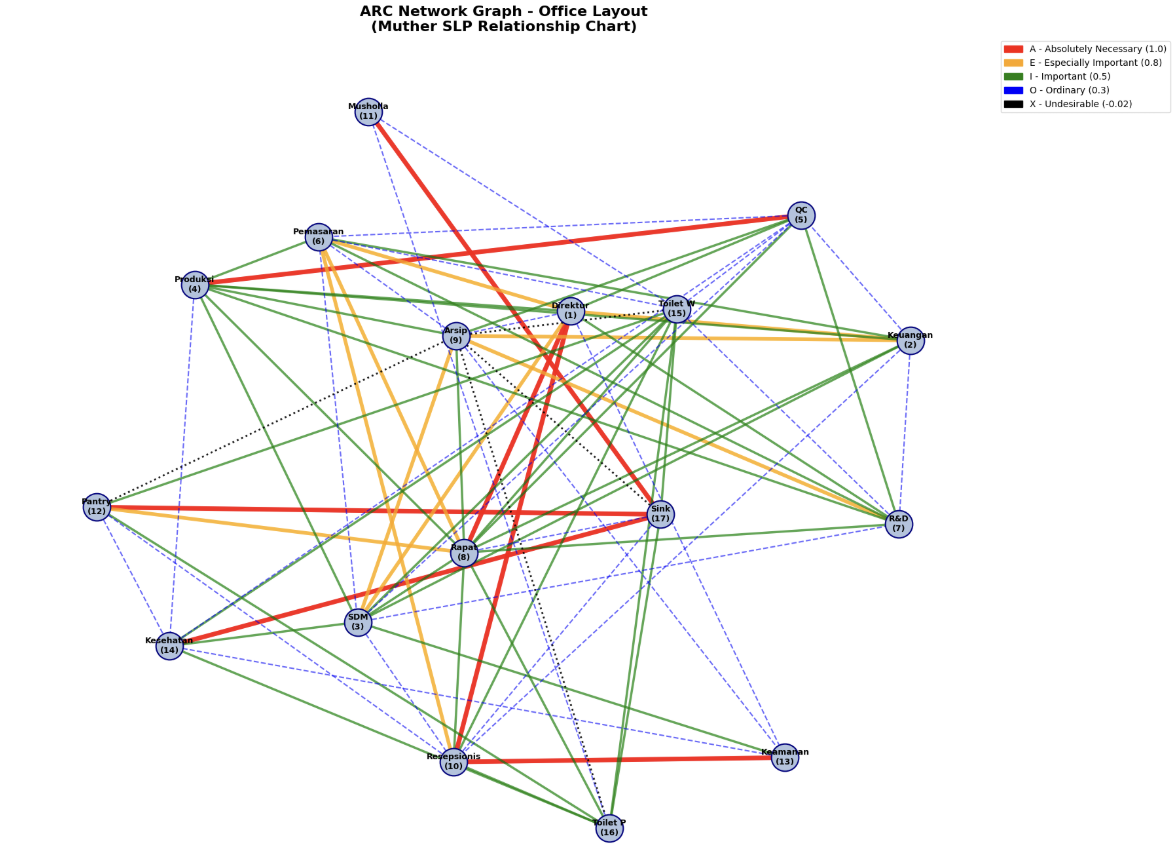 ARC Network Graph - Office Layout
(Muther SLP Relationship Chart)
A - Absolutely Necessary (1.0)
E - Especially Important (0.8)
I - Important (0.5)
O - Ordinary (0.3)
X - Undesirable (-0.02)
Musholla
(11)
QC
(5)
Pemasaran
(6)
Produksi
(4)
Direktur
(1)
Toilet W
(15)
Arsip
(9)
Keuangan
(2)
Pantry
(12)
Sink
(17)
R&D
(7)
Rapat
(8)
SDM
(3)
Kesehatan
(14)
Resepsionis
(10)
Keamanan
(13)
Toilet P
(16)